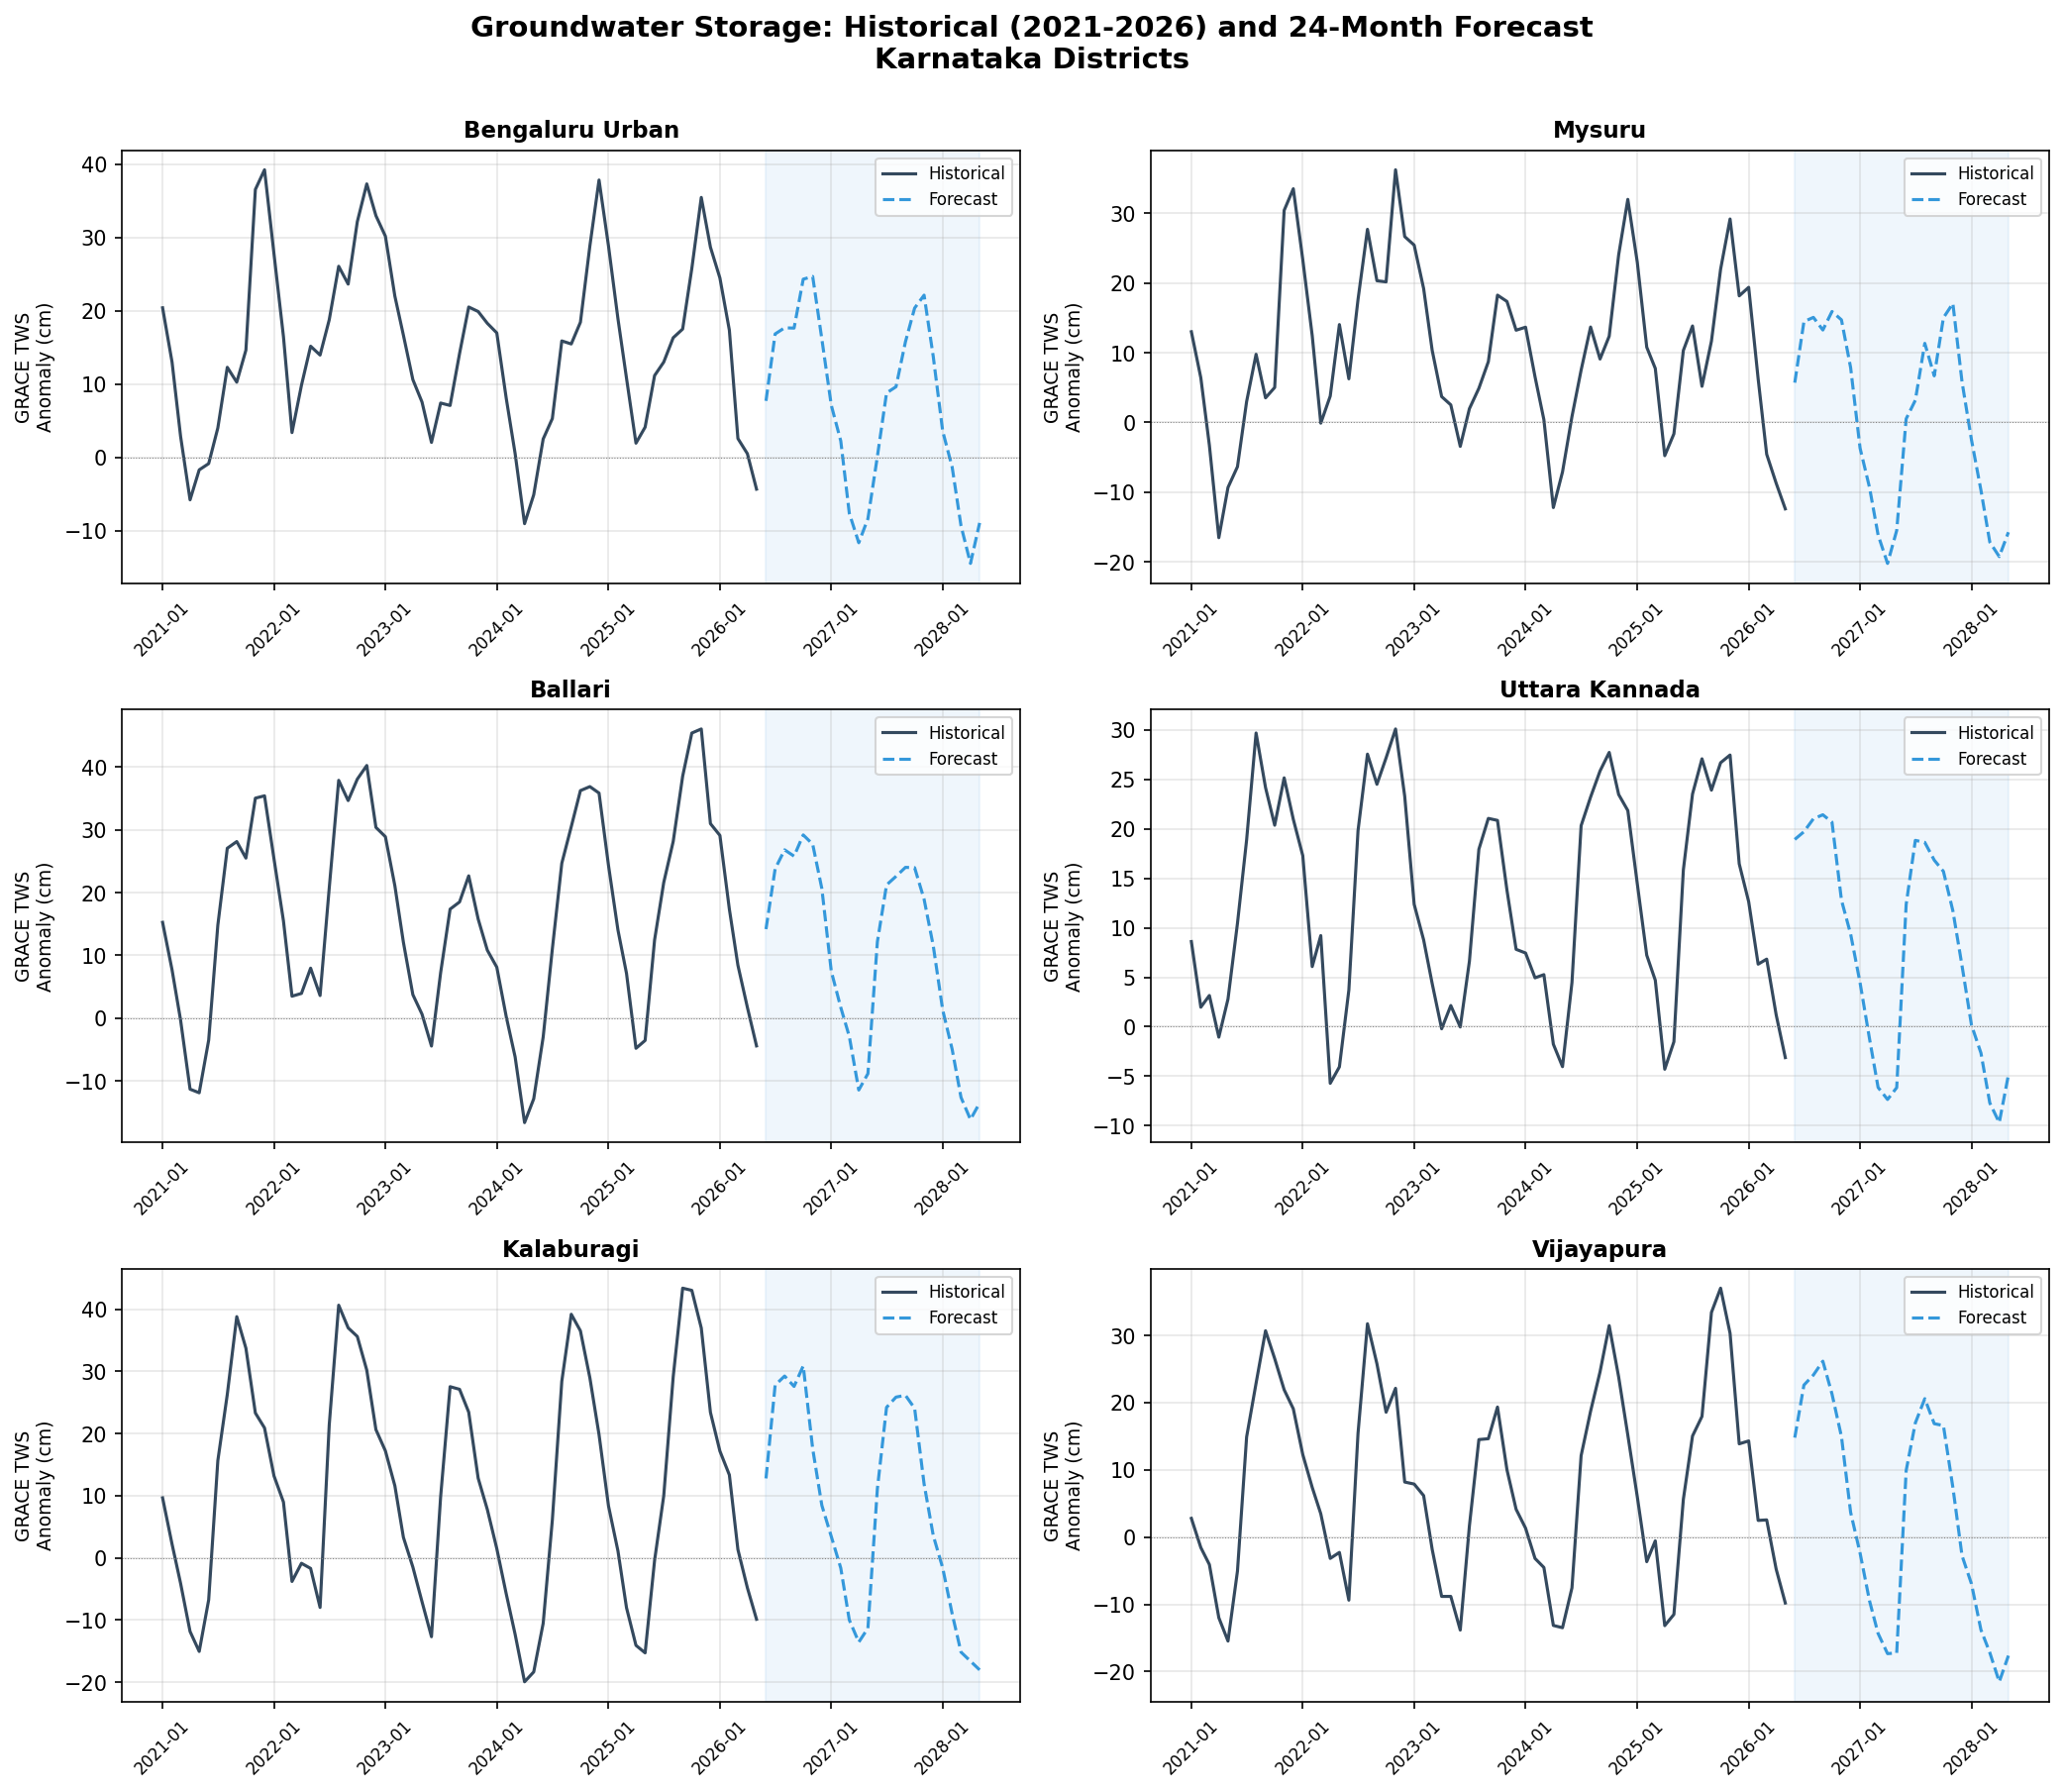 Groundwater Storage: Historical (2021-2026) and 24-Month Forecast
Karnataka Districts
Bengaluru Urban
GRACE TWS
Anomaly (cm)
40
30
20
10
0
−10
Historical
Forecast
2021-01
2022-01
2023-01
2024-01
2025-01
2026-01
2027-01
2028-01
Mysuru
GRACE TWS
Anomaly (cm)
30
20
10
0
−10
−20
Historical
Forecast
2021-01
2022-01
2023-01
2024-01
2025-01
2026-01
2027-01
2028-01
Ballari
GRACE TWS
Anomaly (cm)
40
30
20
10
0
−10
Historical
Forecast
2021-01
2022-01
2023-01
2024-01
2025-01
2026-01
2027-01
2028-01
Uttara Kannada
GRACE TWS
Anomaly (cm)
30
25
20
15
10
5
0
−5
−10
Historical
Forecast
2021-01
2022-01
2023-01
2024-01
2025-01
2026-01
2027-01
2028-01
Kalaburagi
GRACE TWS
Anomaly (cm)
40
30
20
10
0
−10
−20
Historical
Forecast
2021-01
2022-01
2023-01
2024-01
2025-01
2026-01
2027-01
2028-01
Vijayapura
GRACE TWS
Anomaly (cm)
30
20
10
0
−10
−20
Historical
Forecast
2021-01
2022-01
2023-01
2024-01
2025-01
2026-01
2027-01
2028-01